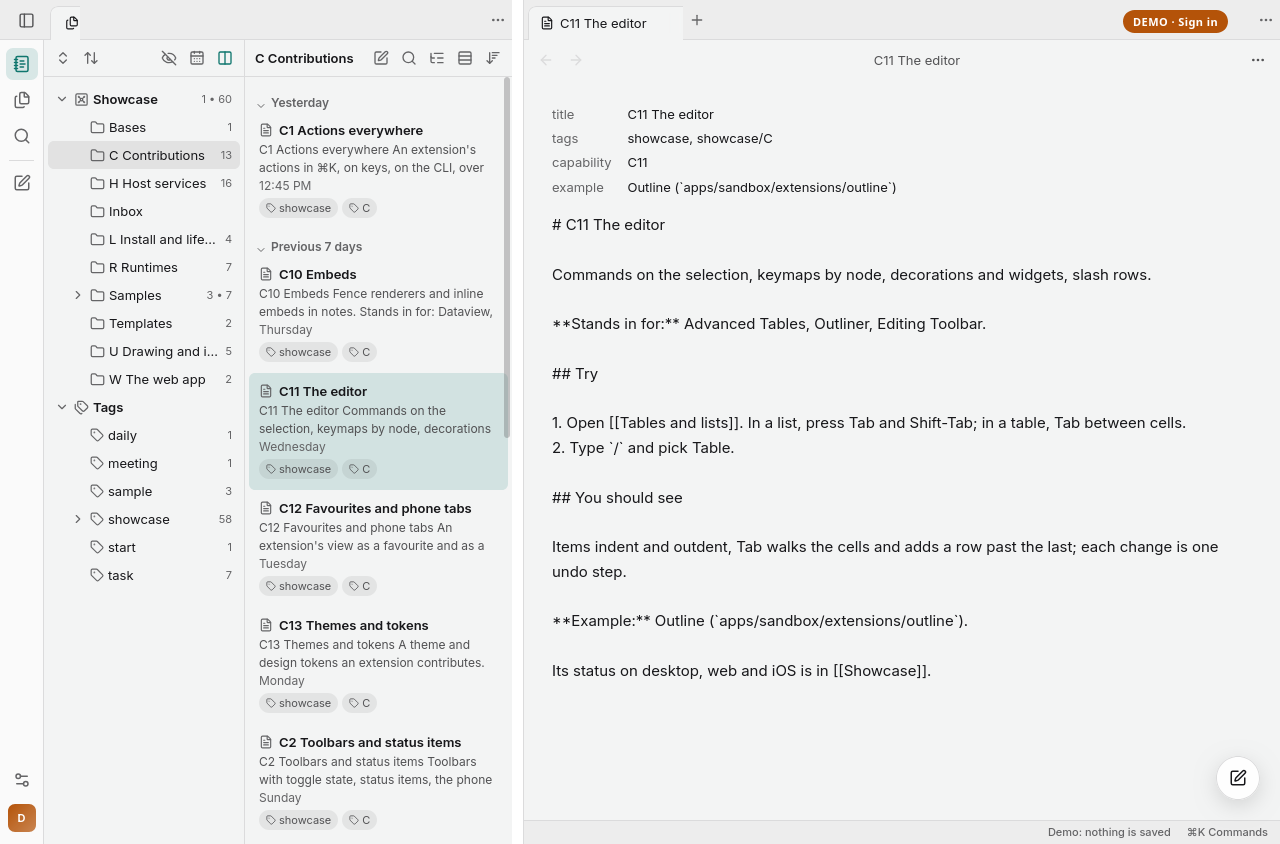 C11 The editor
DEMO · Sign in
C Contributions
C11 The editor
Showcase 1 • 60
Bases 1
C Contributions 13
H Host services 16
Inbox
L Install and life... 4
R Runtimes 7
Samples 3 • 7
Templates 2
U Drawing and i... 5
W The web app 2
Tags
daily 1
meeting 1
sample 3
showcase 58
start 1
task 7
D
Yesterday
C1 Actions everywhere
C1 Actions everywhere An extension's
actions in ⌘K, on keys, on the CLI, over
12:45 PM
showcase C
Previous 7 days
C10 Embeds
C10 Embeds Fence renderers and inline
embeds in notes. Stands in for: Dataview,
Thursday
showcase C
C11 The editor
C11 The editor Commands on the
selection, keymaps by node, decorations
Wednesday
showcase C
C12 Favourites and phone tabs
C12 Favourites and phone tabs An
extension's view as a favourite and as a
Tuesday
showcase C
C13 Themes and tokens
C13 Themes and tokens A theme and
design tokens an extension contributes.
Monday
showcase C
C2 Toolbars and status items
C2 Toolbars and status items Toolbars
with toggle state, status items, the phone
Sunday
showcase C
title C11 The editor
tags showcase, showcase/C
capability C11
example Outline (`apps/sandbox/extensions/outline`)
# C11 The editor
Commands on the selection, keymaps by node, decorations and widgets, slash rows.
**Stands in for:** Advanced Tables, Outliner, Editing Toolbar.
## Try
1. Open [[Tables and lists]]. In a list, press Tab and Shift-Tab; in a table, Tab between cells.
2. Type `/` and pick Table.
## You should see
Items indent and outdent, Tab walks the cells and adds a row past the last; each change is one
undo step.
**Example:** Outline (`apps/sandbox/extensions/outline`).
Its status on desktop, web and iOS is in [[Showcase]].
Demo: nothing is saved ⌘K Commands